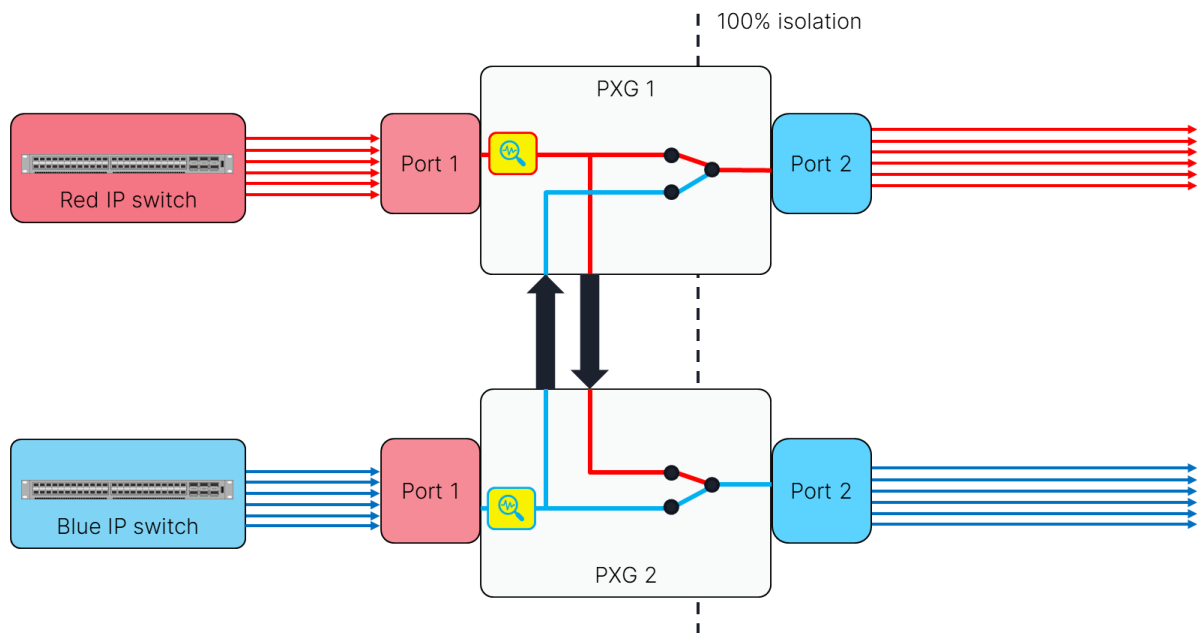 100% isolation
PXG 1
Port 1
Port 2
Red IP switch
Port 1
Port 2
Blue IP switch
PXG 2